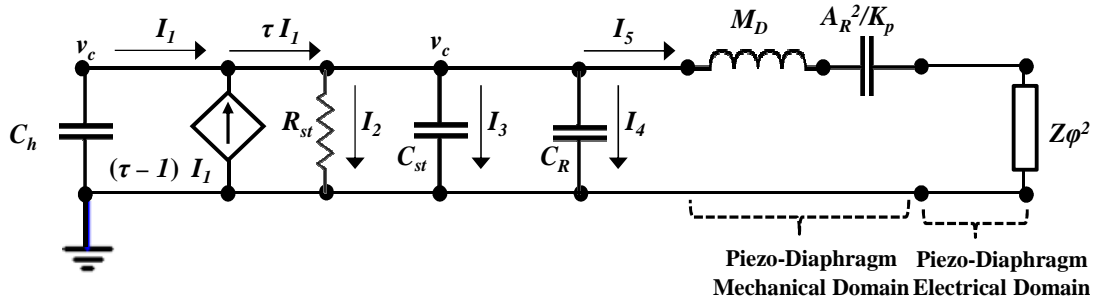 v_c
I_1
τ I_1
v_c
I_5
M_D
A_R^2/K_p
C_h
(τ − 1) I_1
R_st
I_2
C_st
I_3
C_R
I_4
Zφ^2
Piezo-Diaphragm
Mechanical Domain
Piezo-Diaphragm
Electrical Domain